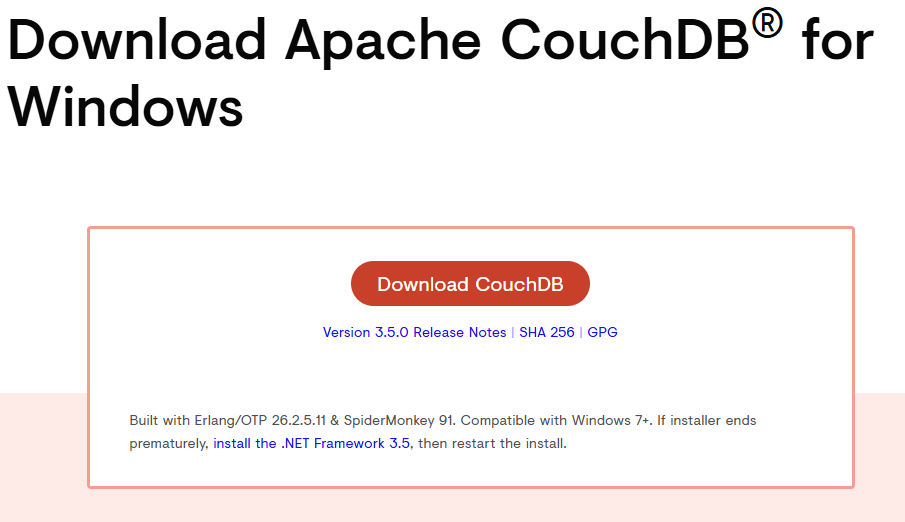 Download Apache CouchDB® for
Windows
Download CouchDB
Version 3.5.0 Release Notes | SHA 256 | GPG
Built with Erlang/OTP 26.2.5.11 & SpiderMonkey 91. Compatible with Windows 7+. If installer ends
prematurely, install the .NET Framework 3.5, then restart the install.